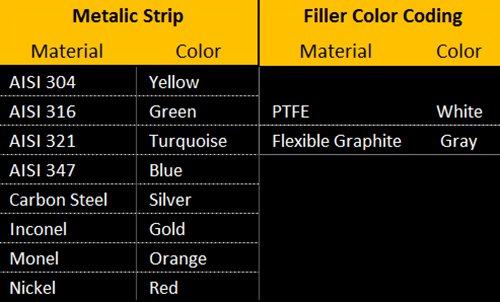 Metalic Strip Filler Color Coding
Material Color Material Color
AISI 304 Yellow
AISI 316 Green PTFE White
AISI 321 Turquoise Flexible Graphite Gray
AISI 347 Blue
Carbon Steel Silver
Inconel Gold
Monel Orange
Nickel Red